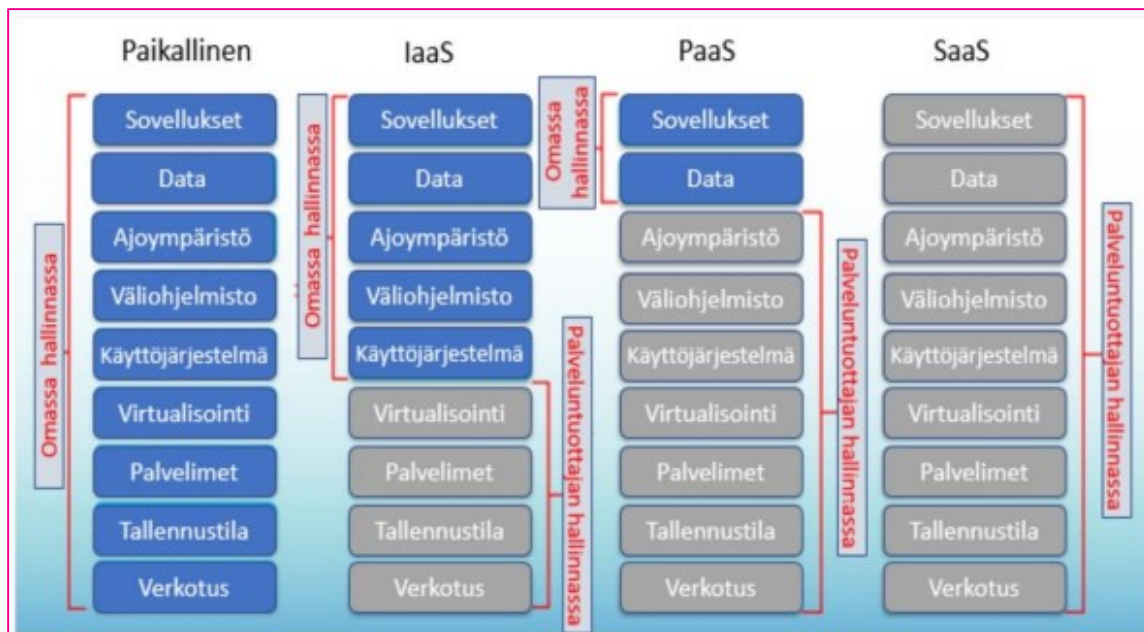 Paikallinen
Omassa hallinnassa
Sovellukset
Data
Ajoympäristö
Väliohjelmisto
Käyttöjärjestelmä
Virtualisointi
Palvelimet
Tallennustila
Verkotus
IaaS
Omassa hallinnassa
Sovellukset
Data
Ajoympäristö
Väliohjelmisto
Käyttöjärjestelmä
Virtualisointi
Palvelimet
Tallennustila
Verkotus
Palveluntuottajan hallinnassa
PaaS
Omassa
hallinnassa
Sovellukset
Data
Ajoympäristö
Väliohjelmisto
Käyttöjärjestelmä
Virtualisointi
Palvelimet
Tallennustila
Verkotus
Palveluntuottajan hallinnassa
SaaS
Sovellukset
Data
Ajoympäristö
Väliohjelmisto
Käyttöjärjestelmä
Virtualisointi
Palvelimet
Tallennustila
Verkotus
Palveluntuottajan hallinnassa